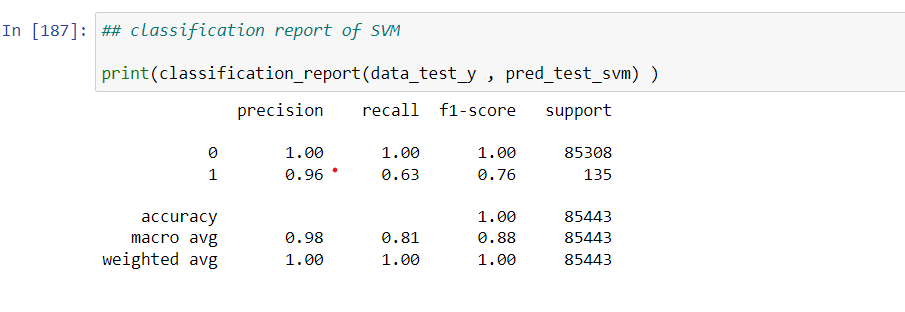 In [187]: ## classification report of SVM
print(classification_report(data_test_y , pred_test_svm) )
precision recall f1-score support
0 1.00 1.00 1.00 85308
1 0.96 0.63 0.76 135
accuracy 1.00 85443
macro avg 0.98 0.81 0.88 85443
weighted avg 1.00 1.00 1.00 85443